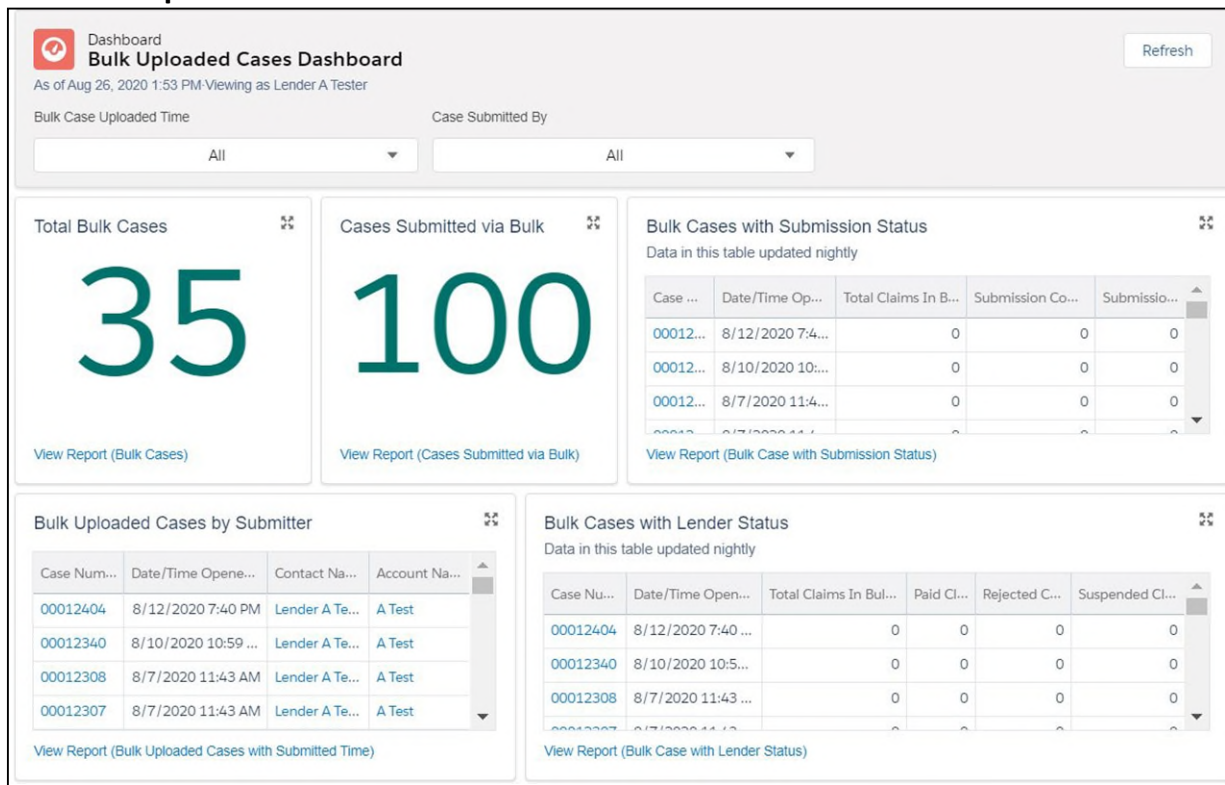 Dashboard
Bulk Uploaded Cases Dashboard
Refresh
As of Aug 26, 2020 1:53 PM·Viewing as Lender A Tester
Bulk Case Uploaded Time Case Submitted By
All All
Total Bulk Cases
35
View Report (Bulk Cases)
Cases Submitted via Bulk
100
View Report (Cases Submitted via Bulk)
Bulk Cases with Submission Status
Data in this table updated nightly
Case ... Date/Time Op... Total Claims In B... Submission Co... Submissio...
00012... 8/12/2020 7:4... 0 0 0
00012... 8/10/2020 10:... 0 0 0
00012... 8/7/2020 11:4... 0 0 0
View Report (Bulk Case with Submission Status)
Bulk Uploaded Cases by Submitter
Case Num... Date/Time Opene... Contact Na... Account Na...
00012404 8/12/2020 7:40 PM Lender A Te... A Test
00012340 8/10/2020 10:59 ... Lender A Te... A Test
00012308 8/7/2020 11:43 AM Lender A Te... A Test
00012307 8/7/2020 11:43 AM Lender A Te... A Test
View Report (Bulk Uploaded Cases with Submitted Time)
Bulk Cases with Lender Status
Data in this table updated nightly
Case Nu... Date/Time Open... Total Claims In Bul... Paid Cl... Rejected C... Suspended Cl...
00012404 8/12/2020 7:40 ... 0 0 0 0
00012340 8/10/2020 10:5... 0 0 0 0
00012308 8/7/2020 11:43 ... 0 0 0 0
View Report (Bulk Case with Lender Status)